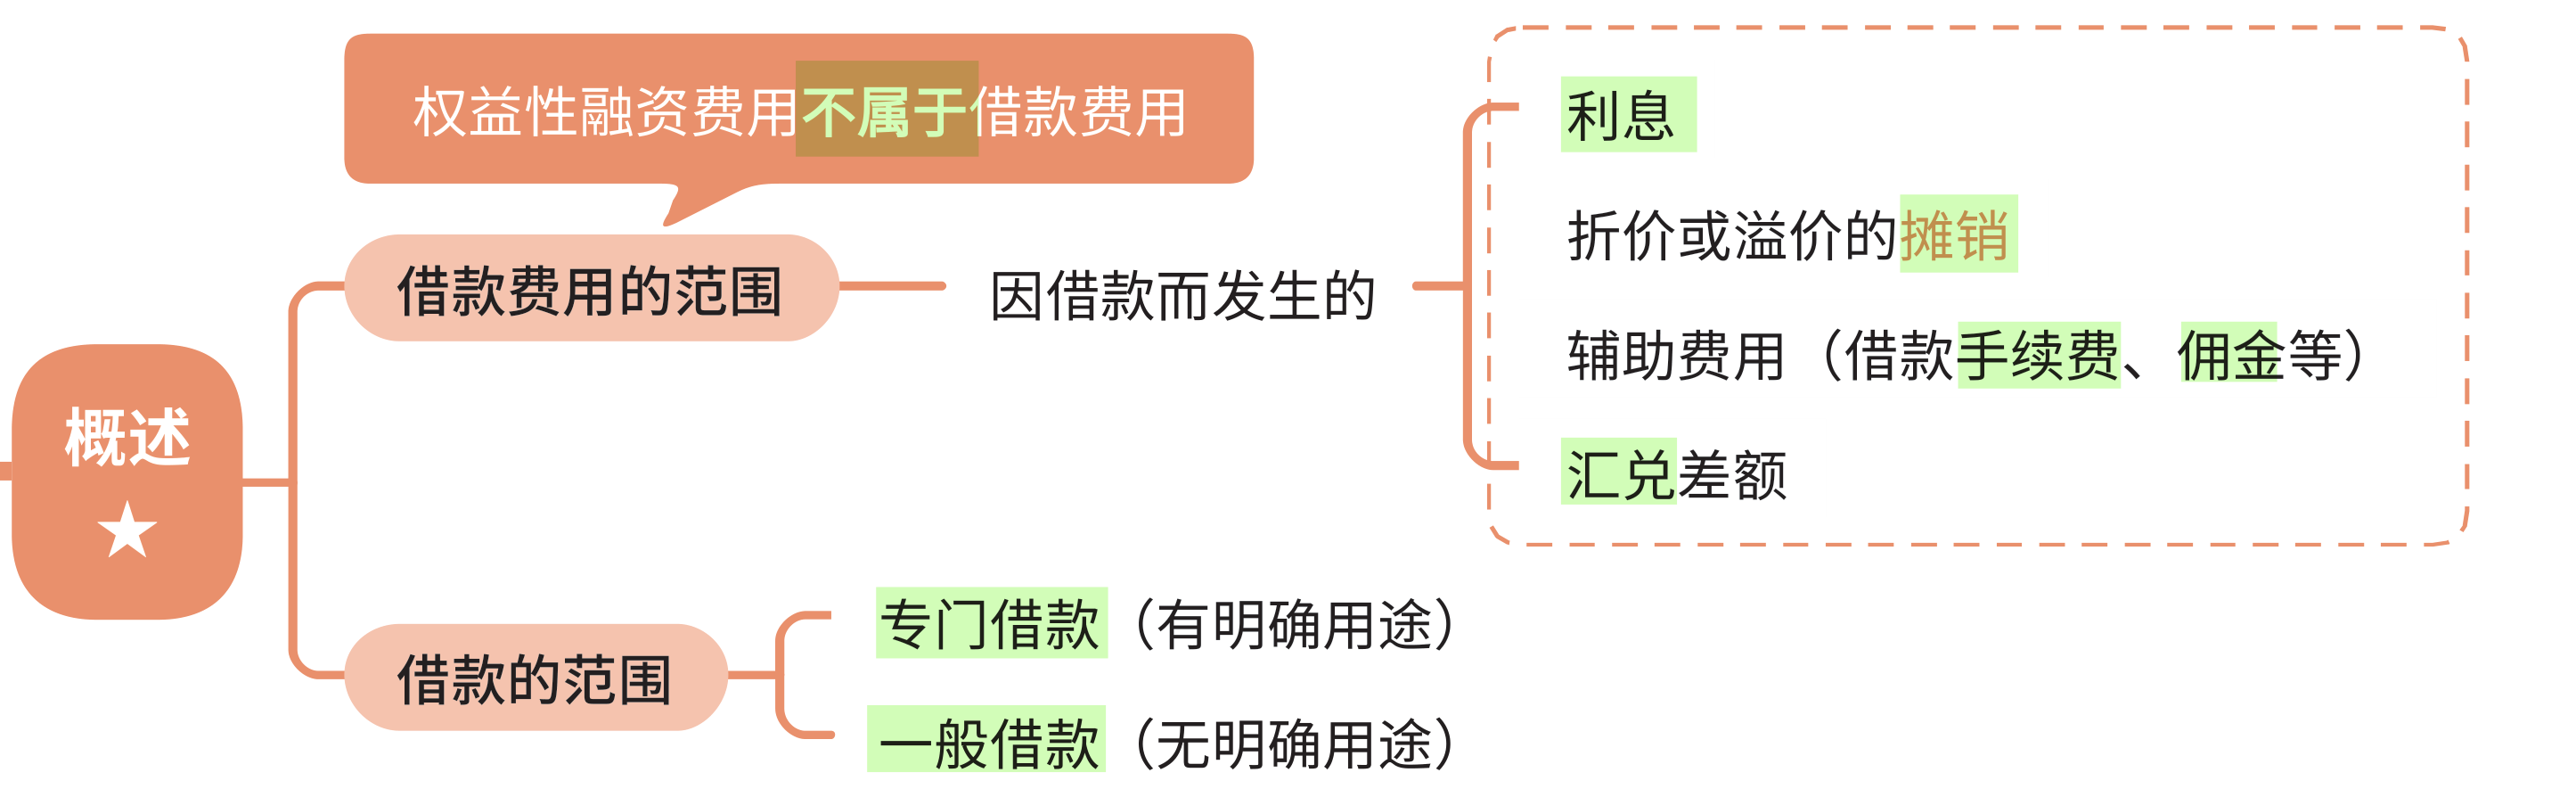 权益性融资费用不属于借款费用
概述
借款费用的范围
因借款而发生的
利息
折价或溢价的摊销
辅助费用（借款手续费、佣金等）
汇兑差额
借款的范围
专门借款（有明确用途）
一般借款（无明确用途）